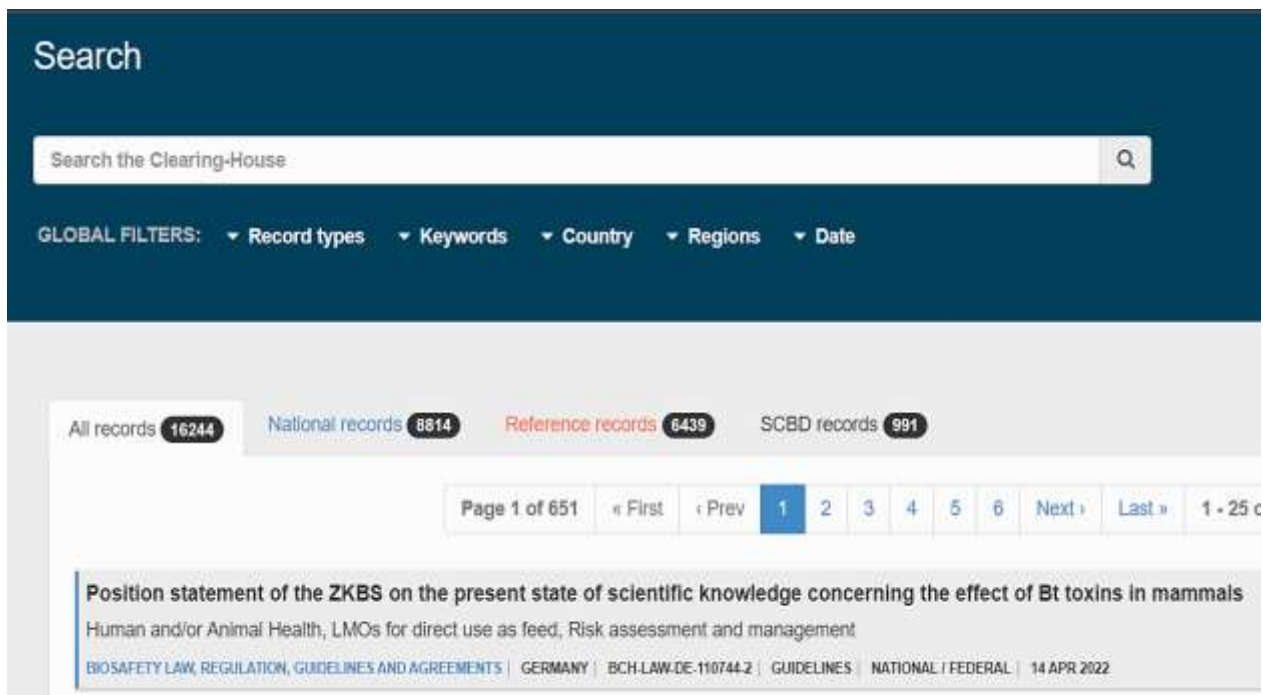 Search
Search the Clearing-House
GLOBAL FILTERS: Record types Keywords Country Regions Date
All records 16244 National records 8814 Reference records 6439 SCBD records 991
Page 1 of 651 « First ‹ Prev 1 2 3 4 5 6 Next › Last » 1 - 25
Position statement of the ZKBS on the present state of scientific knowledge concerning the effect of Bt toxins in mammals
Human and/or Animal Health, LMOs for direct use as feed, Risk assessment and management
BIOSAFETY LAW, REGULATION, GUIDELINES AND AGREEMENTS | GERMANY | BCH-LAW-DE-110744-2 | GUIDELINES | NATIONAL / FEDERAL | 14 APR 2022